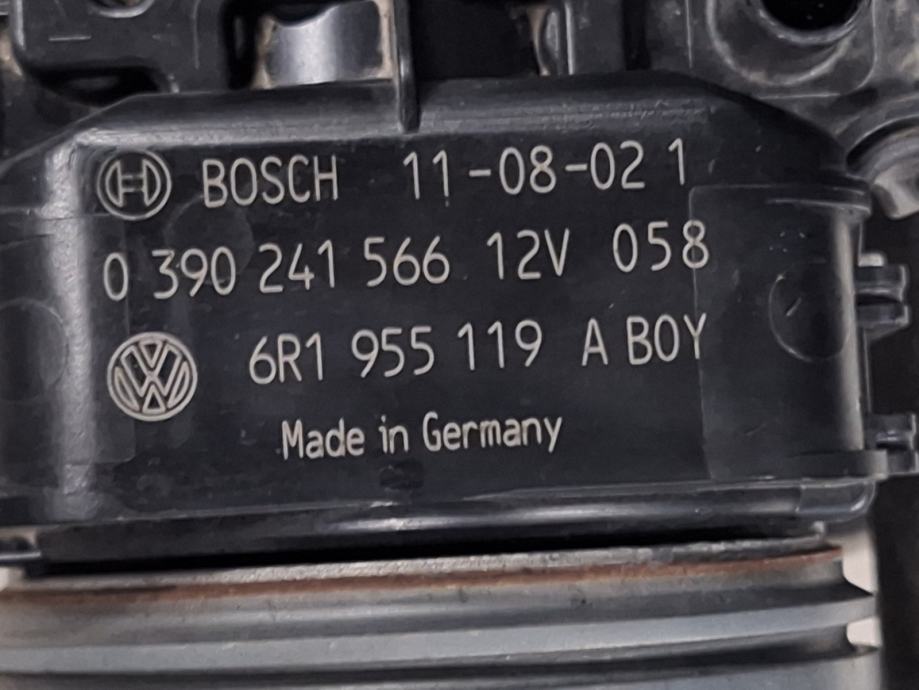 BOSCH 11-08-02 1
0 390 241 566 12V 058
6R1 955 119 A BOY
Made in Germany